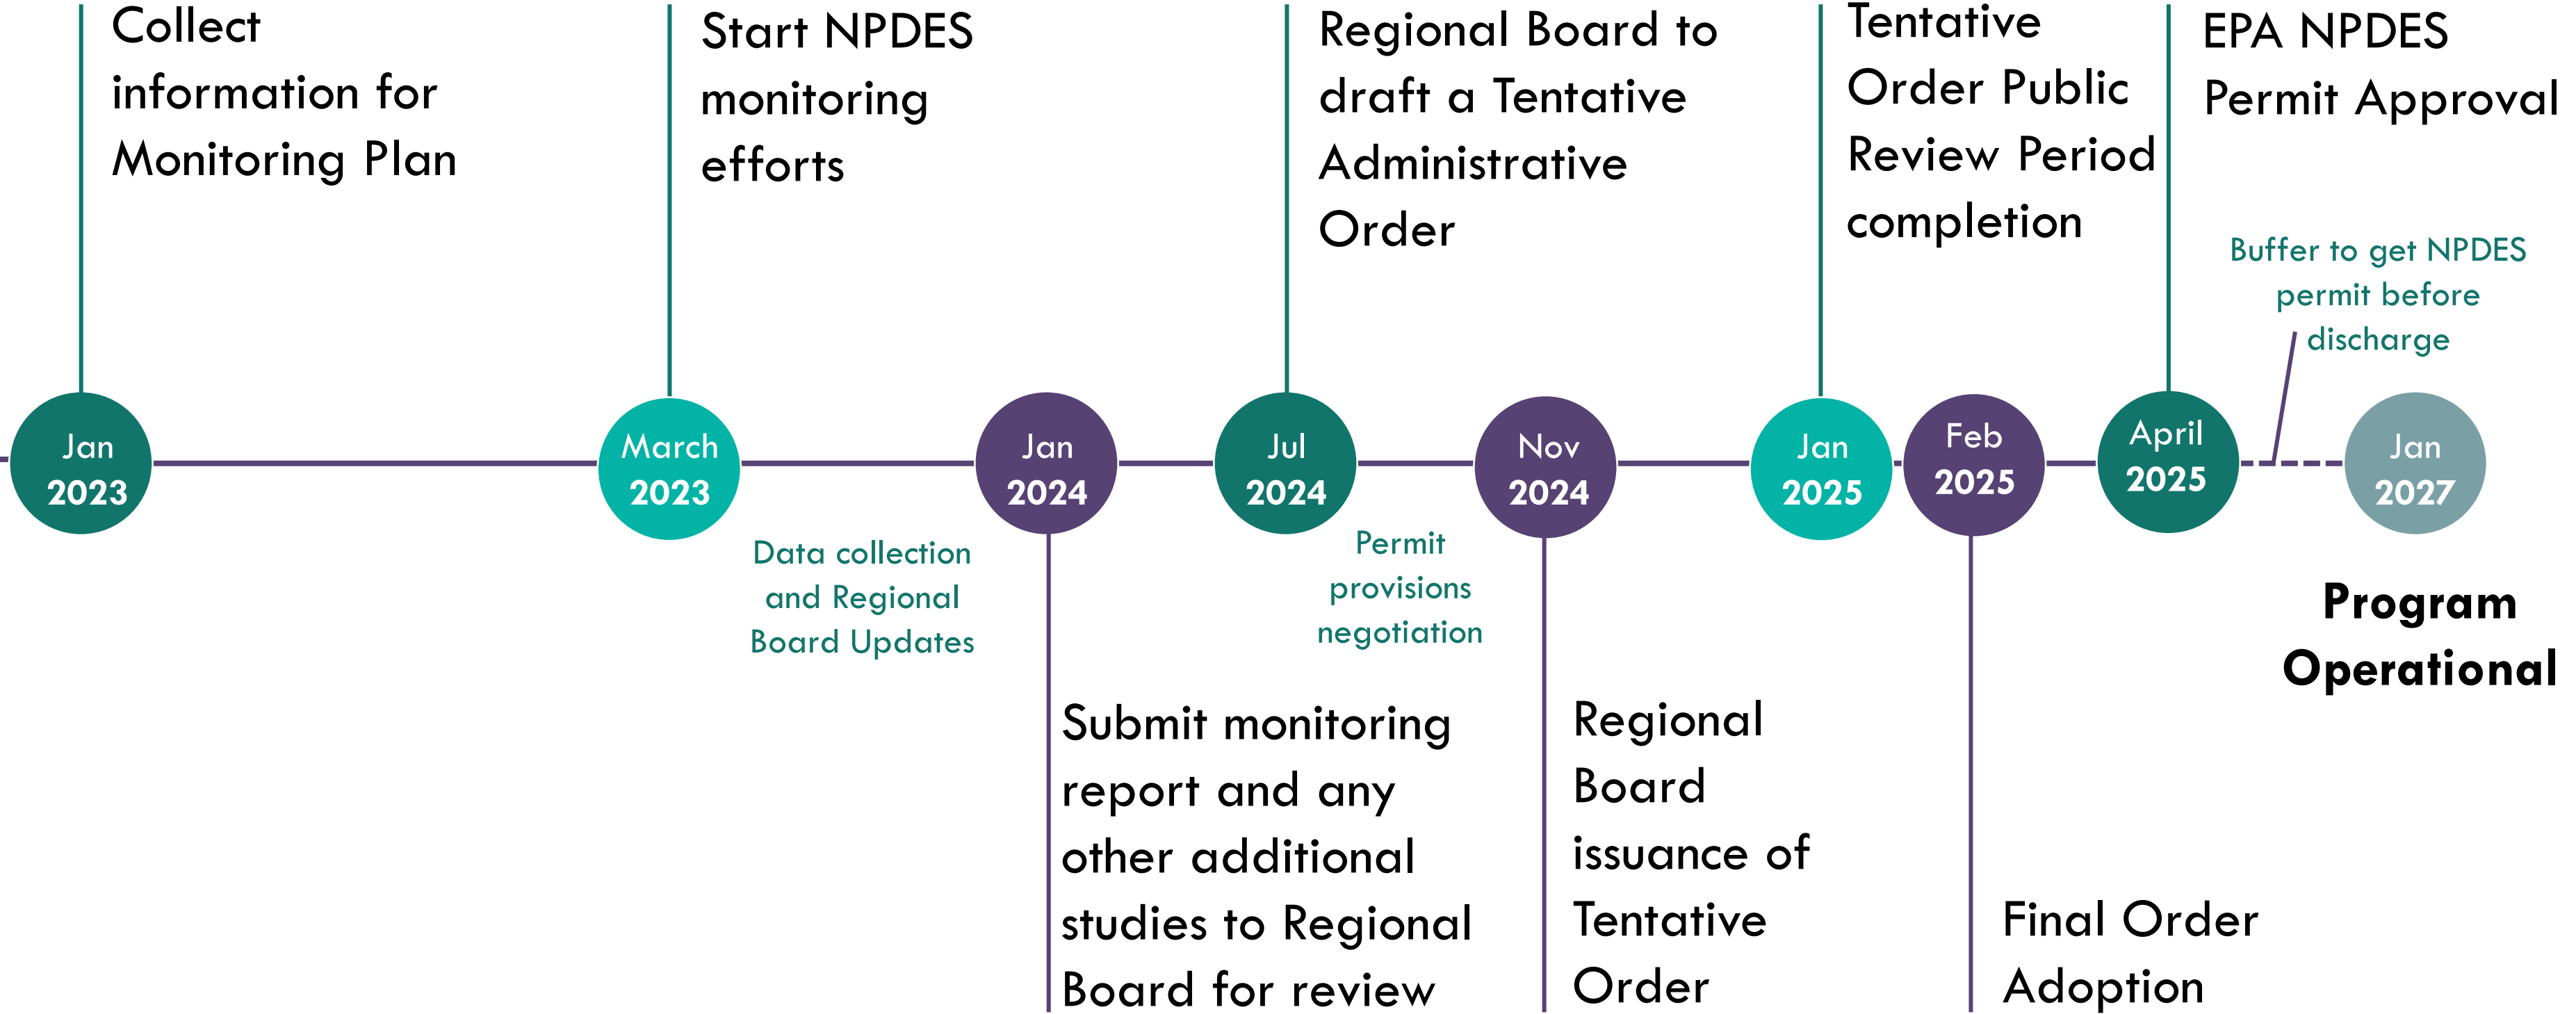 Collect
information for
Monitoring Plan
Start NPDES
monitoring
efforts
Regional Board to
draft a Tentative
Administrative
Order
Tentative
Order Public
Review Period
completion
EPA NPDES
Permit Approval
Buffer to get NPDES
permit before
discharge
Jan
2023
March
2023
Jan
2024
Jul
2024
Nov
2024
Jan
2025
Feb
2025
April
2025
Jan
2027
Data collection
and Regional
Board Updates
Permit
provisions
negotiation
Program
Operational
Submit monitoring
report and any
other additional
studies to Regional
Board for review
Regional
Board
issuance of
Tentative
Order
Final Order
Adoption